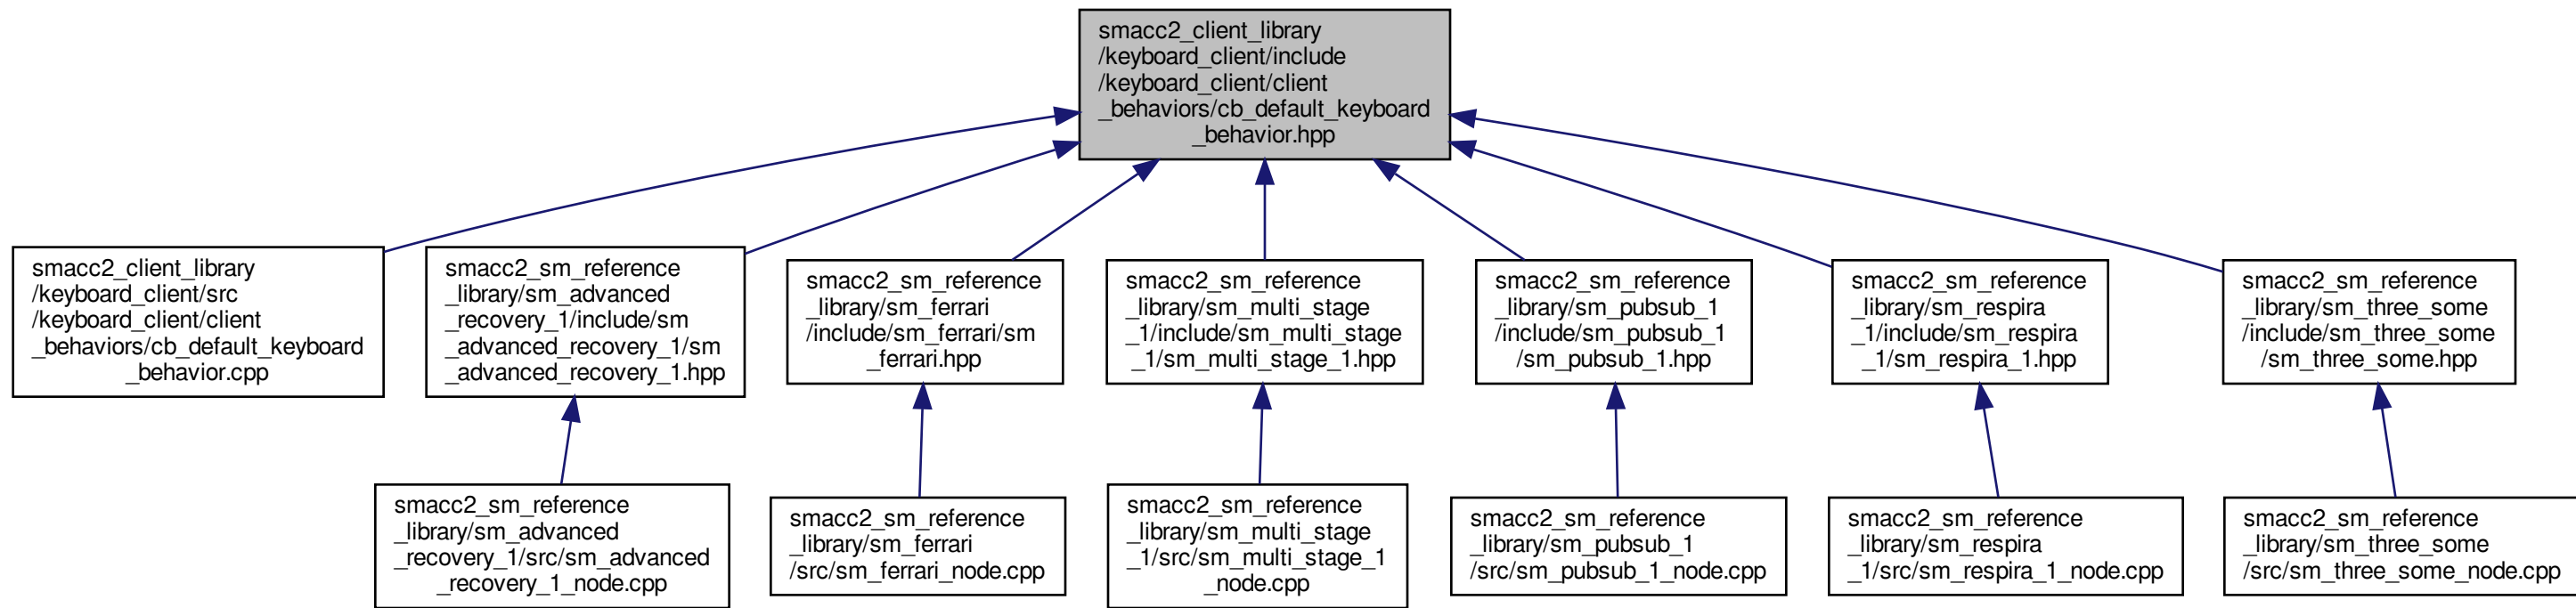 smacc2_client_library
/keyboard_client/include
/keyboard_client/client
_behaviors/cb_default_keyboard
_behavior.hpp
smacc2_client_library
/keyboard_client/src
/keyboard_client/client
_behaviors/cb_default_keyboard
_behavior.cpp
smacc2_sm_reference
_library/sm_advanced
_recovery_1/include/sm
_advanced_recovery_1/sm
_advanced_recovery_1.hpp
smacc2_sm_reference
_library/sm_ferrari
/include/sm_ferrari/sm
_ferrari.hpp
smacc2_sm_reference
_library/sm_multi_stage
_1/include/sm_multi_stage
_1/sm_multi_stage_1.hpp
smacc2_sm_reference
_library/sm_pubsub_1
/include/sm_pubsub_1
/sm_pubsub_1.hpp
smacc2_sm_reference
_library/sm_respira
_1/include/sm_respira
_1/sm_respira_1.hpp
smacc2_sm_reference
_library/sm_three_some
/include/sm_three_some
/sm_three_some.hpp
smacc2_sm_reference
_library/sm_advanced
_recovery_1/src/sm_advanced
_recovery_1_node.cpp
smacc2_sm_reference
_library/sm_ferrari
/src/sm_ferrari_node.cpp
smacc2_sm_reference
_library/sm_multi_stage
_1/src/sm_multi_stage_1
_node.cpp
smacc2_sm_reference
_library/sm_pubsub_1
/src/sm_pubsub_1_node.cpp
smacc2_sm_reference
_library/sm_respira
_1/src/sm_respira_1_node.cpp
smacc2_sm_reference
_library/sm_three_some
/src/sm_three_some_node.cpp